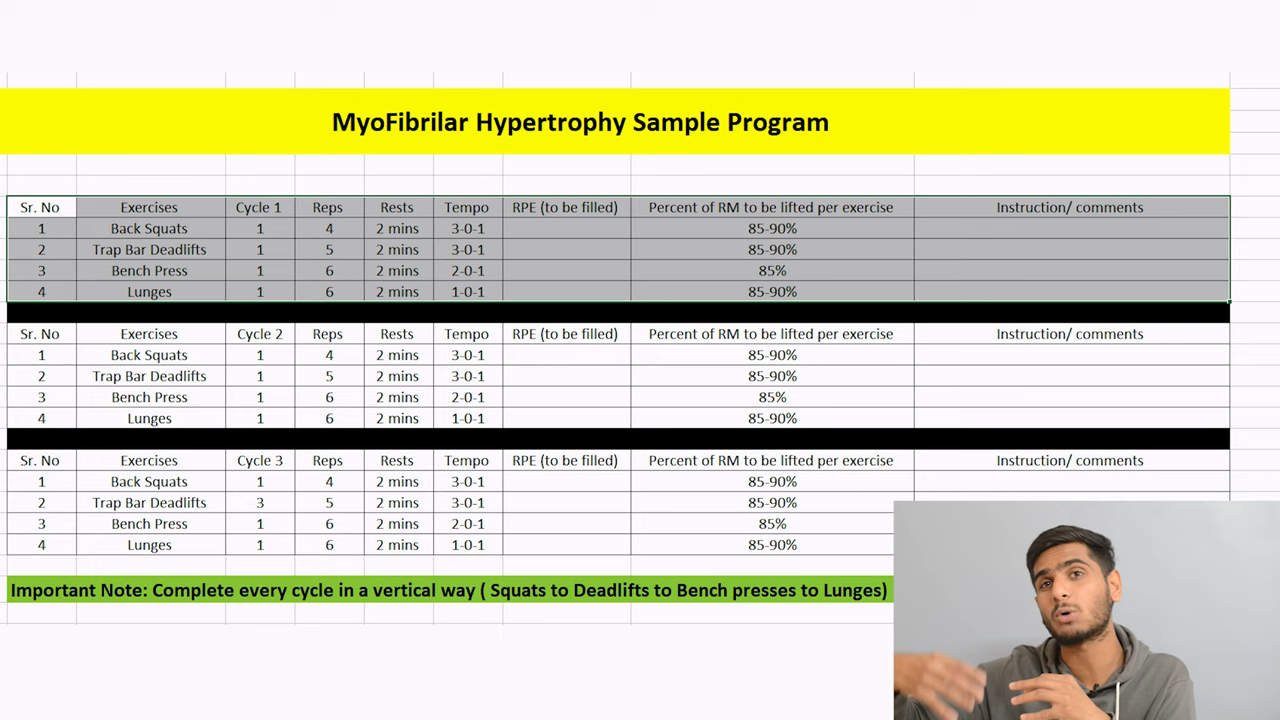 MyoFibrilar Hypertrophy Sample Program
Sr. No Exercises Cycle 1 Reps Rests Tempo RPE (to be filled) Percent of RM to be lifted per exercise Instruction/ comments
1 Back Squats 1 4 2 mins 3-0-1 85-90%
2 Trap Bar Deadlifts 1 5 2 mins 3-0-1 85-90%
3 Bench Press 1 6 2 mins 2-0-1 85%
4 Lunges 1 6 2 mins 1-0-1 85-90%
Sr. No Exercises Cycle 2 Reps Rests Tempo RPE (to be filled) Percent of RM to be lifted per exercise Instruction/ comments
1 Back Squats 1 4 2 mins 3-0-1 85-90%
2 Trap Bar Deadlifts 1 5 2 mins 3-0-1 85-90%
3 Bench Press 1 6 2 mins 2-0-1 85%
4 Lunges 1 6 2 mins 1-0-1 85-90%
Sr. No Exercises Cycle 3 Reps Rests Tempo RPE (to be filled) Percent of RM to be lifted per exercise Instruction/ comments
1 Back Squats 1 4 2 mins 3-0-1 85-90%
2 Trap Bar Deadlifts 3 5 2 mins 3-0-1 85-90%
3 Bench Press 1 6 2 mins 2-0-1 85%
4 Lunges 1 6 2 mins 1-0-1 85-90%
Important Note: Complete every cycle in a vertical way ( Squats to Deadlifts to Bench presses to Lunges)